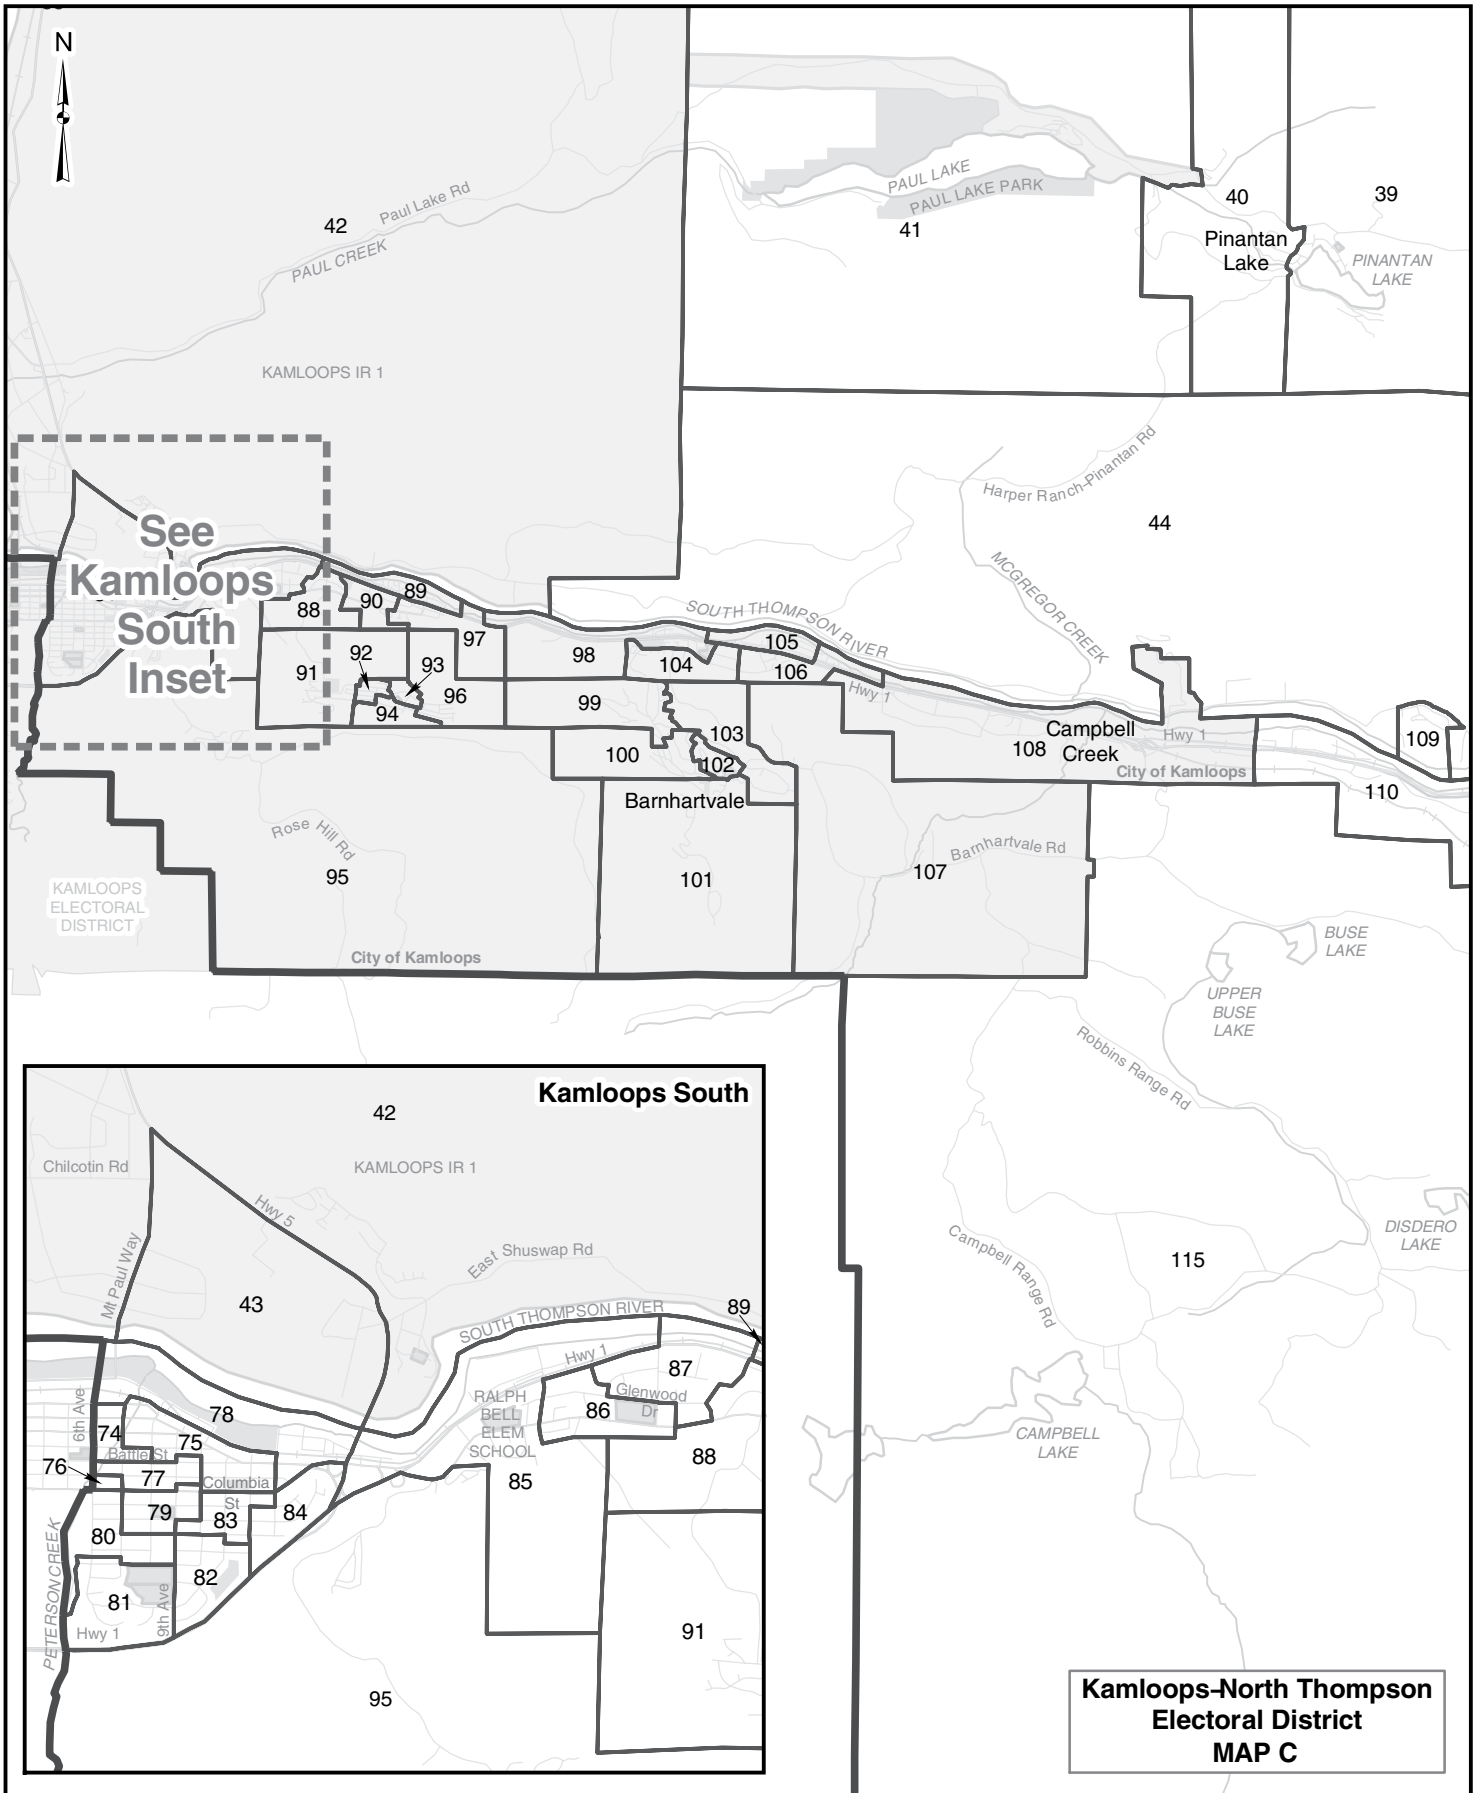 N
42
Paul Lake Rd
PAUL CREEK
KAMLOOPS IR 1
PAUL LAKE
PAUL LAKE PARK
41
40
39
Pinantan
Lake
PINANTAN
LAKE
Harper Ranch-Pinantan Rd
44
MCGREGOR CREEK
See
Kamloops
South
Inset
SOUTH THOMPSON RIVER
88
90
89
91
92
93
94
97
96
98
99
100
104
105
106
103
102
Barnhartvale
Hwy 1
108
Campbell
Creek
Hwy 1
City of Kamloops
109
110
Rose Hill Rd
95
101
107
Barnhartvale Rd
KAMLOOPS
ELECTORAL
DISTRICT
City of Kamloops
BUSE
LAKE
UPPER
BUSE
LAKE
Robbins Range Rd
DISDERO
LAKE
Campbell Range Rd
115
CAMPBELL
LAKE
Kamloops South
42
KAMLOOPS IR 1
Chilcotin Rd
Hwy 5
Mt Paul Way
East Shuswap Rd
43
SOUTH THOMPSON RIVER
89
Hwy 1
87
Glenwood
Dr
86
RALPH
BELL
ELEM
SCHOOL
88
85
6th Ave
78
74
75
Battle St
76
77
Columbia
St
79
83
84
80
82
81
9th Ave
Hwy 1
PETERSON CREEK
91
95
Kamloops-North Thompson
Electoral District
MAP C